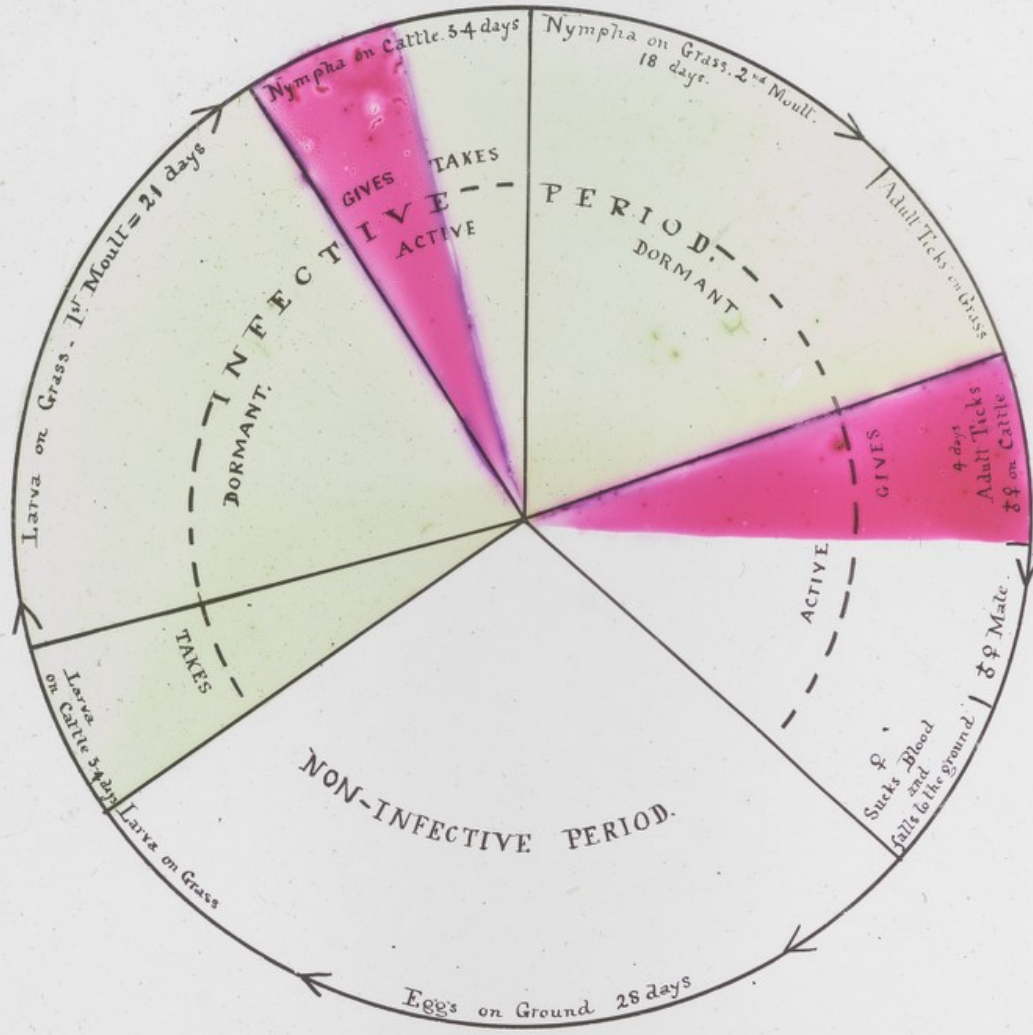 Nympha on Cattle. 3-4 days
Nympha on Grass. 2nd Moult.
18 days.
Adult Ticks on Grass
4 days
Adult Ticks
♂♀ on Cattle
♂♀ Mate.
♀
Sucks Blood
and
falls to the ground
Eggs on Ground 28 days
Larva on Grass
Larva
on Cattle 3-4 days
Larva on Grass - 1st Moult = 21 days
INFECTIVE -- PERIOD.
GIVES
TAKES
ACTIVE
DORMANT
GIVES
ACTIVE
TAKES
DORMANT.
NON-INFECTIVE PERIOD.